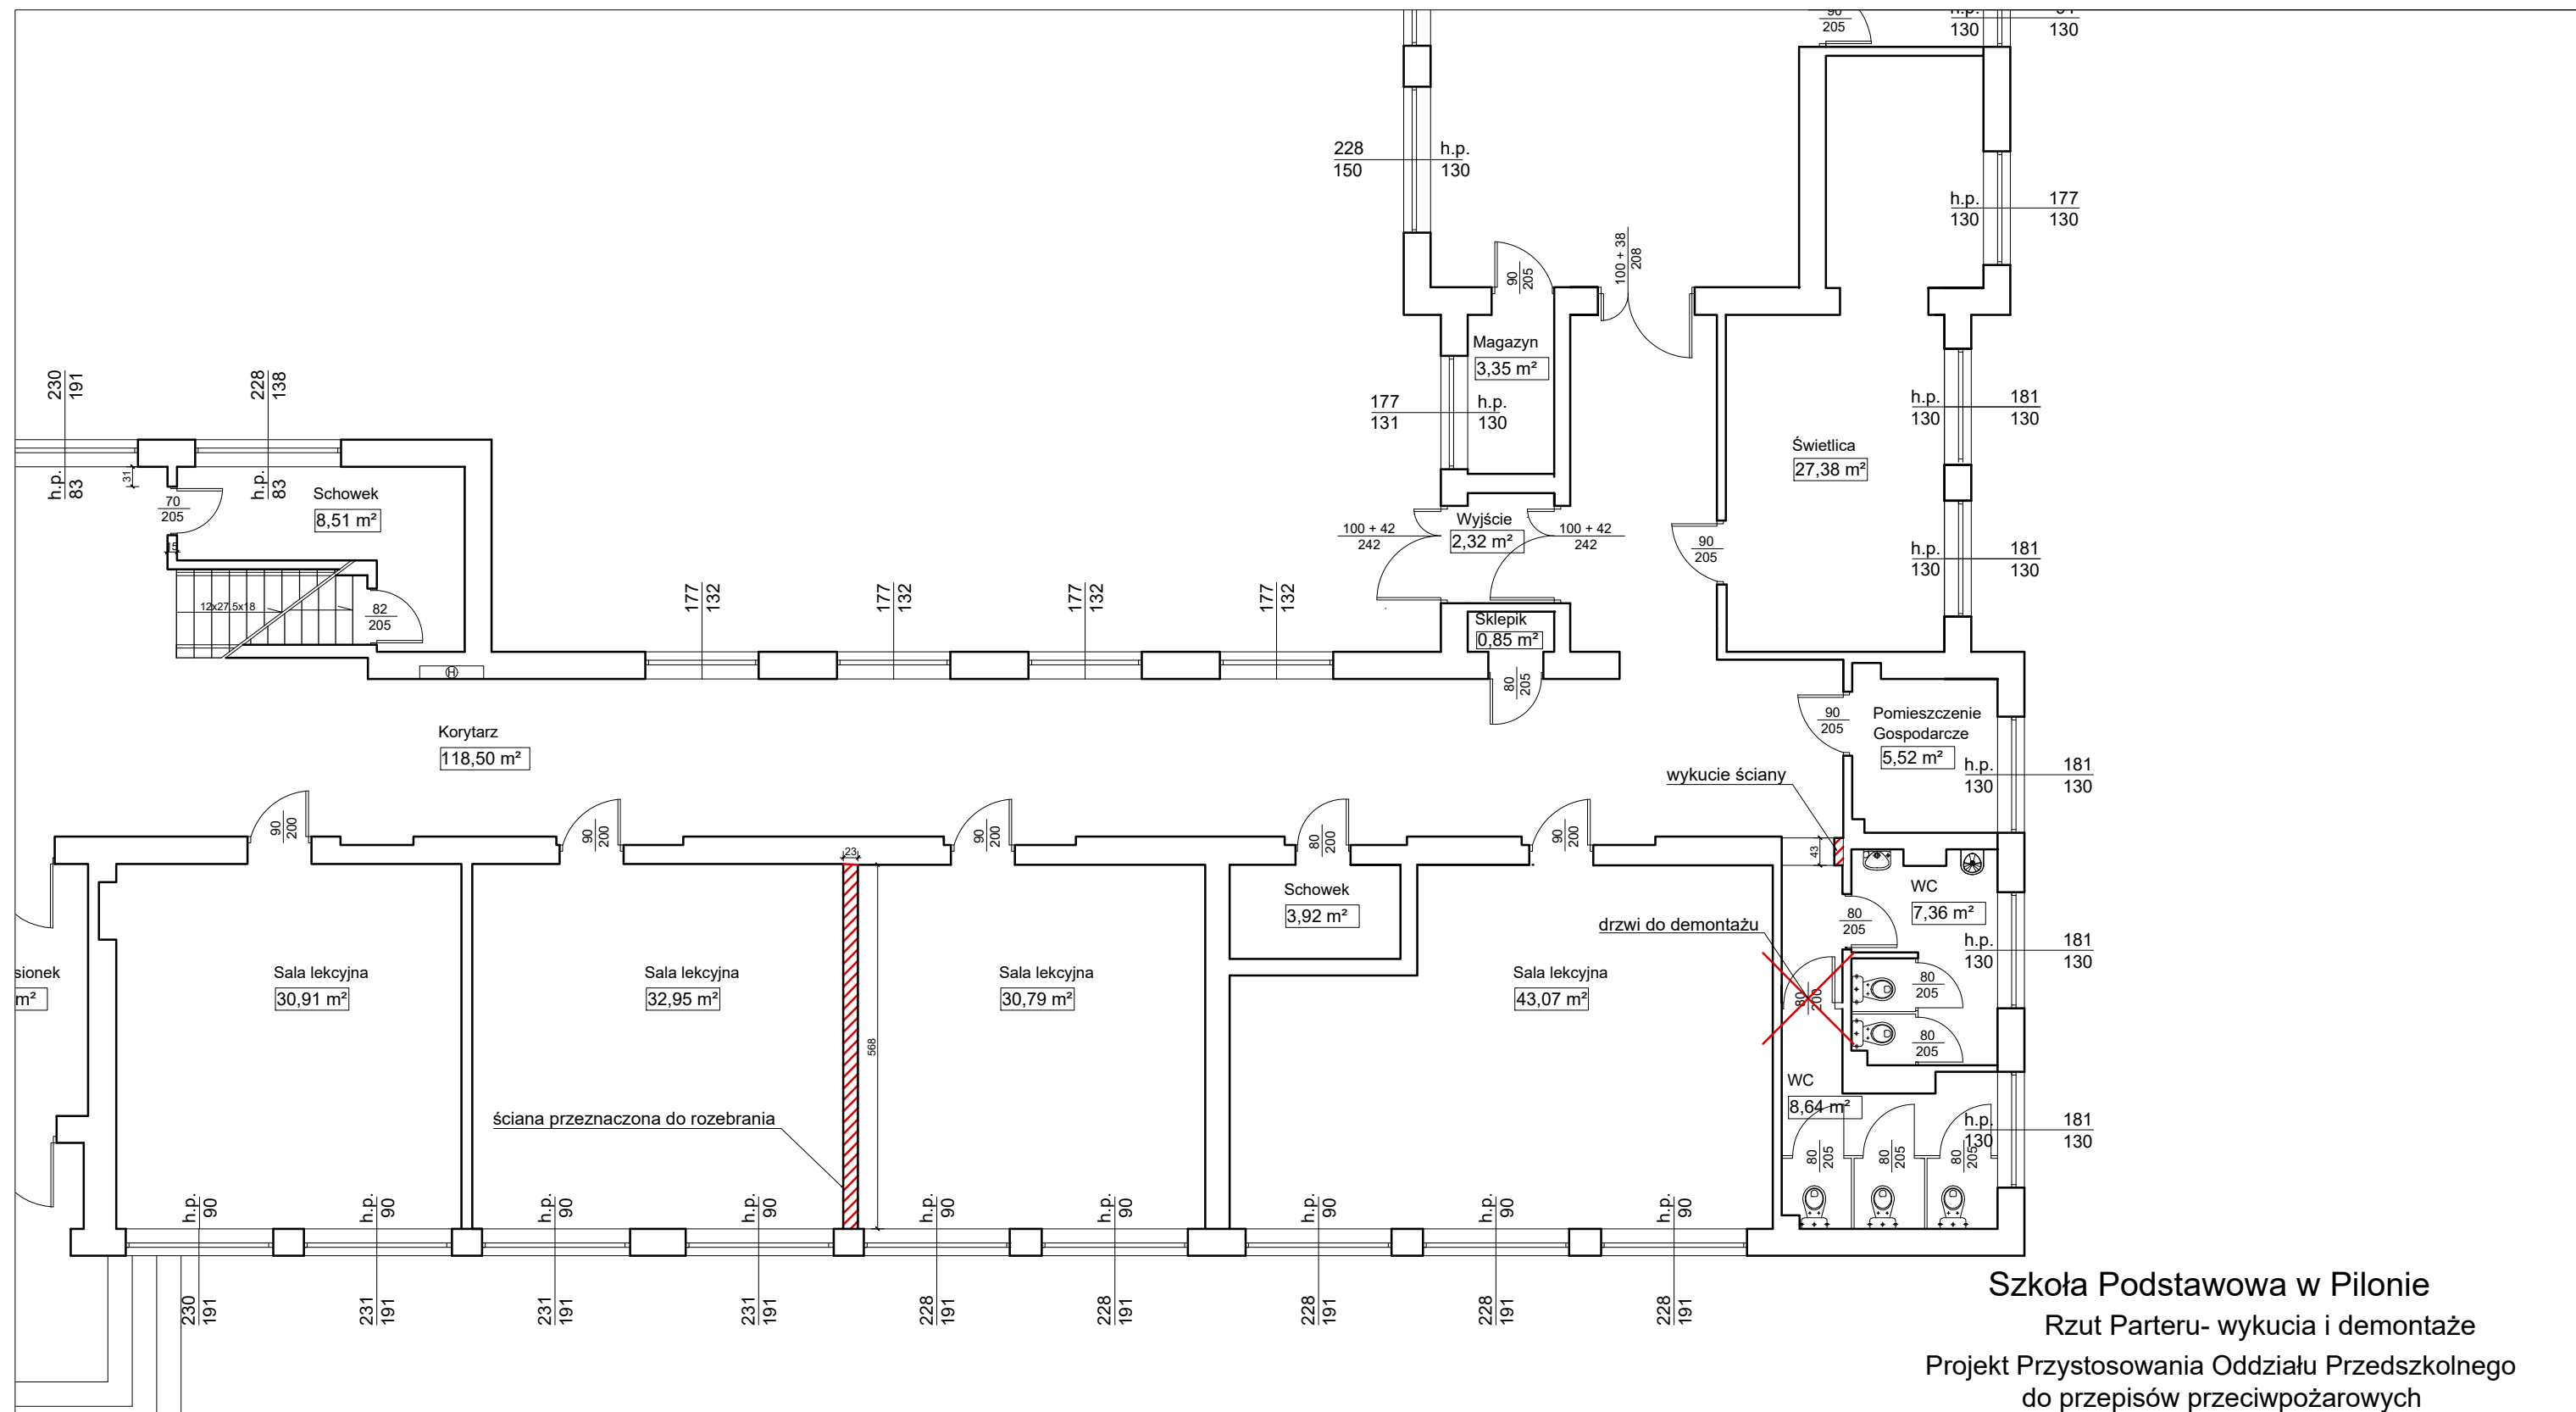 90
205
h.p.
130
130
228
150
h.p.
130
h.p.
130
177
130
100 + 38
208
90
205
Magazyn
3,35 m²
177
131
h.p.
130
230
191
228
138
h.p.
130
181
130
Świetlica
27,38 m²
31
h.p.
83
h.p.
83
70
205
Schowek
8,51 m²
15
Wyjście
2,32 m²
100 + 42
242
100 + 42
242
90
205
h.p.
130
181
130
12x27.5x18
82
205
177
132
177
132
177
132
177
132
Sklepik
0,85 m²
H
80
205
Korytarz
118,50 m²
90
205
Pomieszczenie
Gospodarcze
5,52 m²
h.p.
130
181
130
wykucie ściany
90
200
90
200
90
200
80
200
90
200
23
43
Schowek
3,92 m²
WC
7,36 m²
80
205
drzwi do demontażu
h.p.
130
181
130
sionek
m²
Sala lekcyjna
30,91 m²
Sala lekcyjna
32,95 m²
Sala lekcyjna
30,79 m²
Sala lekcyjna
43,07 m²
80
200
80
205
80
205
568
WC
8,64 m²
ściana przeznaczona do rozebrania
h.p.
130
181
130
80
205
80
205
80
205
h.p.
90
h.p.
90
h.p.
90
h.p.
90
h.p.
90
h.p.
90
h.p.
90
h.p.
90
h.p.
90
230
191
231
191
231
191
231
191
228
191
228
191
228
191
228
191
228
191
Szkoła Podstawowa w Pilonie
Rzut Parteru- wykucia i demontaże
Projekt Przystosowania Oddziału Przedszkolnego
do przepisów przeciwpożarowych